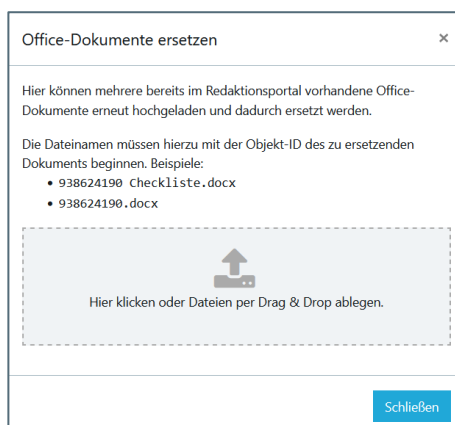 Office-Dokumente ersetzen
×
Hier können mehrere bereits im Redaktionsportal vorhandene Office-
Dokumente erneut hochgeladen und dadurch ersetzt werden.
Die Dateinamen müssen hierzu mit der Objekt-ID des zu ersetzenden
Dokuments beginnen. Beispiele:
• 938624190 Checkliste.docx
• 938624190.docx
Hier klicken oder Dateien per Drag & Drop ablegen.
Schließen